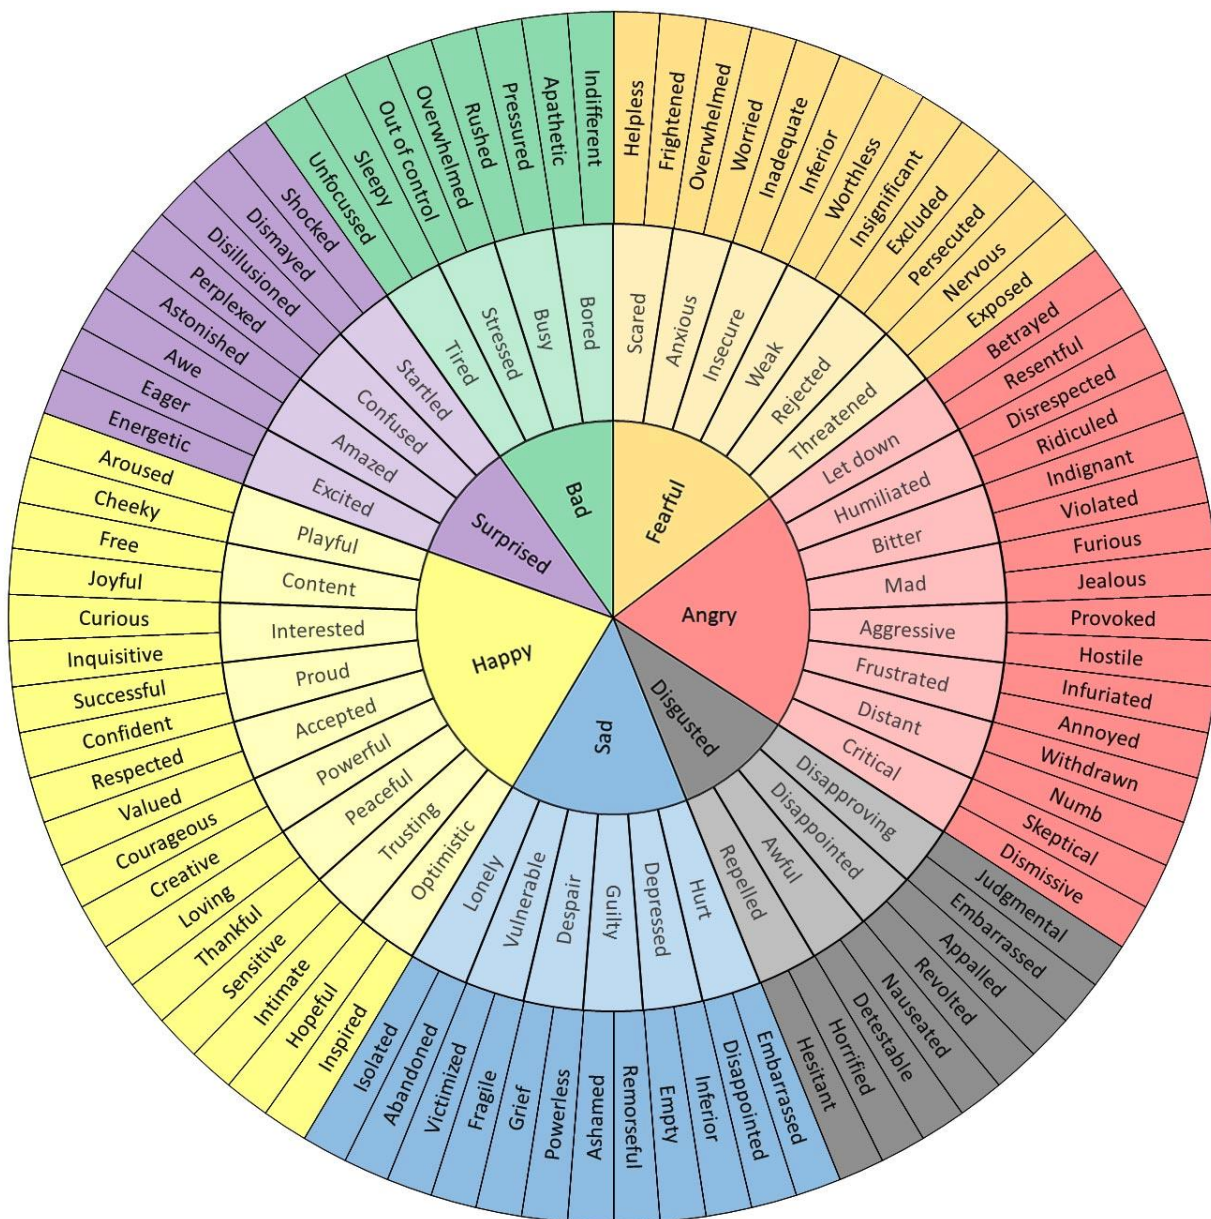 Fearful
Angry
Disgusted
Sad
Happy
Surprised
Bad
Scared
Anxious
Insecure
Weak
Rejected
Threatened
Let down
Humiliated
Bitter
Mad
Aggressive
Frustrated
Distant
Critical
Disapproving
Disappointed
Awful
Repelled
Hurt
Depressed
Guilty
Despair
Vulnerable
Lonely
Optimistic
Trusting
Peaceful
Powerful
Accepted
Proud
Interested
Content
Playful
Excited
Amazed
Confused
Startled
Tired
Stressed
Busy
Bored
Helpless
Frightened
Overwhelmed
Worried
Inadequate
Inferior
Worthless
Insignificant
Excluded
Persecuted
Nervous
Exposed
Betrayed
Resentful
Disrespected
Ridiculed
Indignant
Violated
Furious
Jealous
Provoked
Hostile
Infuriated
Annoyed
Withdrawn
Numb
Skeptical
Dismissive
Judgmental
Embarrassed
Appalled
Revolted
Nauseated
Detestable
Horrified
Hesitant
Embarrassed
Disappointed
Inferior
Empty
Remorseful
Ashamed
Powerless
Grief
Fragile
Victimized
Abandoned
Isolated
Inspired
Hopeful
Intimate
Sensitive
Thankful
Loving
Creative
Courageous
Valued
Respected
Confident
Successful
Inquisitive
Curious
Joyful
Free
Cheeky
Aroused
Energetic
Eager
Awe
Astonished
Perplexed
Disillusioned
Dismayed
Shocked
Unfocussed
Sleepy
Out of control
Overwhelmed
Rushed
Pressured
Apathetic
Indifferent